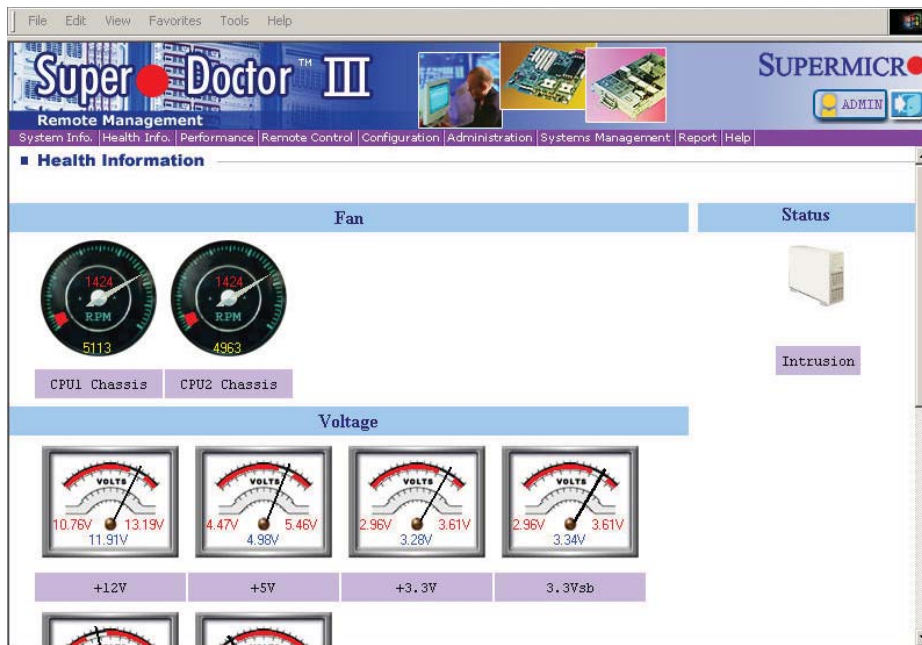 File Edit View Favorites Tools Help
Super Doctor™ III
SUPERMICR
ADMIN
Remote Management
System Info. Health Info. Performance Remote Control Configuration Administration Systems Management Report Help
Health Information
Fan
Status
1424
RPM
5113
1424
RPM
4963
CPU1 Chassis
CPU2 Chassis
Intrusion
Voltage
VOLTS
10.76V 13.19V
11.91V
VOLTS
4.47V 5.46V
4.98V
VOLTS
2.96V 3.61V
3.28V
VOLTS
2.96V 3.61V
3.34V
+12V
+5V
+3.3V
3.3Vsb